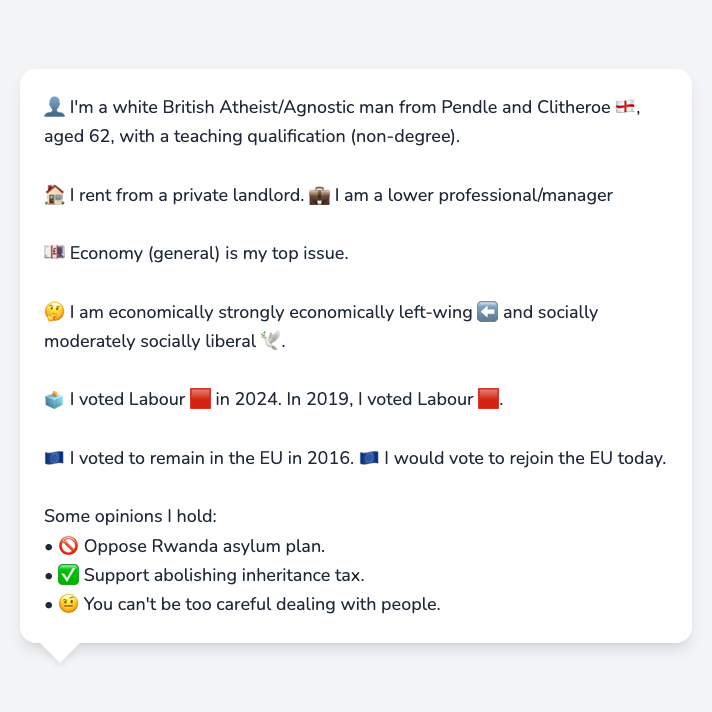 👤 I'm a white British Atheist/Agnostic man from Pendle and Clitheroe 🏴󠁧󠁢󠁥󠁮󠁧󠁿,
aged 62, with a teaching qualification (non-degree).
🏠 I rent from a private landlord. 💼 I am a lower professional/manager
💷 Economy (general) is my top issue.
🤔 I am economically strongly economically left-wing ⬅️ and socially
moderately socially liberal 🕊️.
🗳️ I voted Labour 🟥 in 2024. In 2019, I voted Labour 🟥.
🇪🇺 I voted to remain in the EU in 2016. 🇪🇺 I would vote to rejoin the EU today.
Some opinions I hold:
• 🚫 Oppose Rwanda asylum plan.
• ✅ Support abolishing inheritance tax.
• 🤨 You can't be too careful dealing with people.